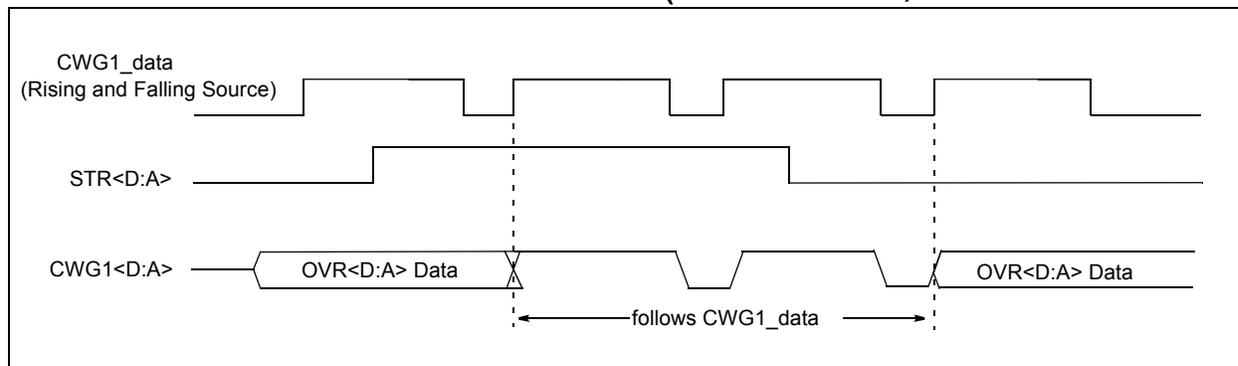 CWG1_data
(Rising and Falling Source)
STR<D:A>
CWG1<D:A>
OVR<D:A> Data
OVR<D:A> Data
follows CWG1_data